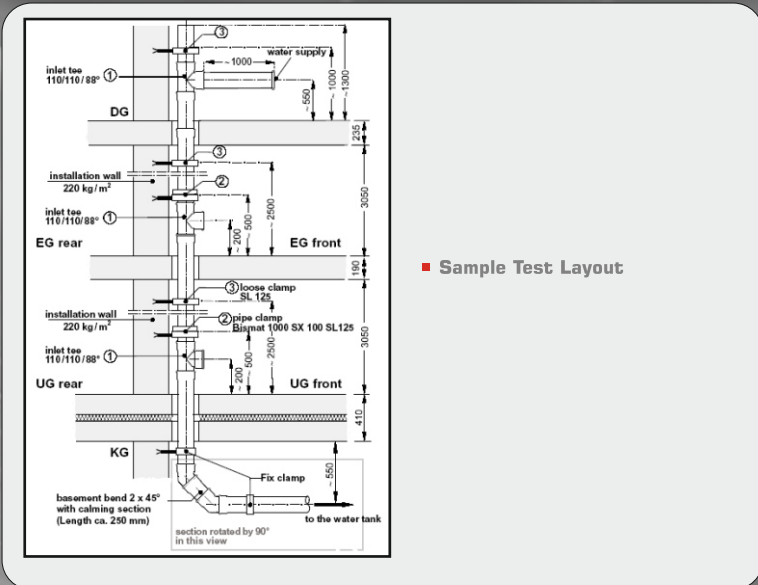 ③
water supply
~ 1000
inlet tee
110/110/88° ①
~ 550
~ 1000
~ 1300
DG
235
③
installation wall
220 kg/m²
②
inlet tee
110/110/88° ①
~ 200
~ 500
~ 2500
3050
EG rear
EG front
190
③ loose clamp
SL 125
installation wall
220 kg/m²
② pipe clamp
Bismat 1000 SX 100 SL125
inlet tee
110/110/88° ①
~ 200
~ 500
~ 2500
3050
UG rear
UG front
410
KG
~ 550
Fix clamp
basement bend 2 x 45°
with calming section
(Length ca. 250 mm)
to the water tank
section rotated by 90°
in this view
Sample Test Layout